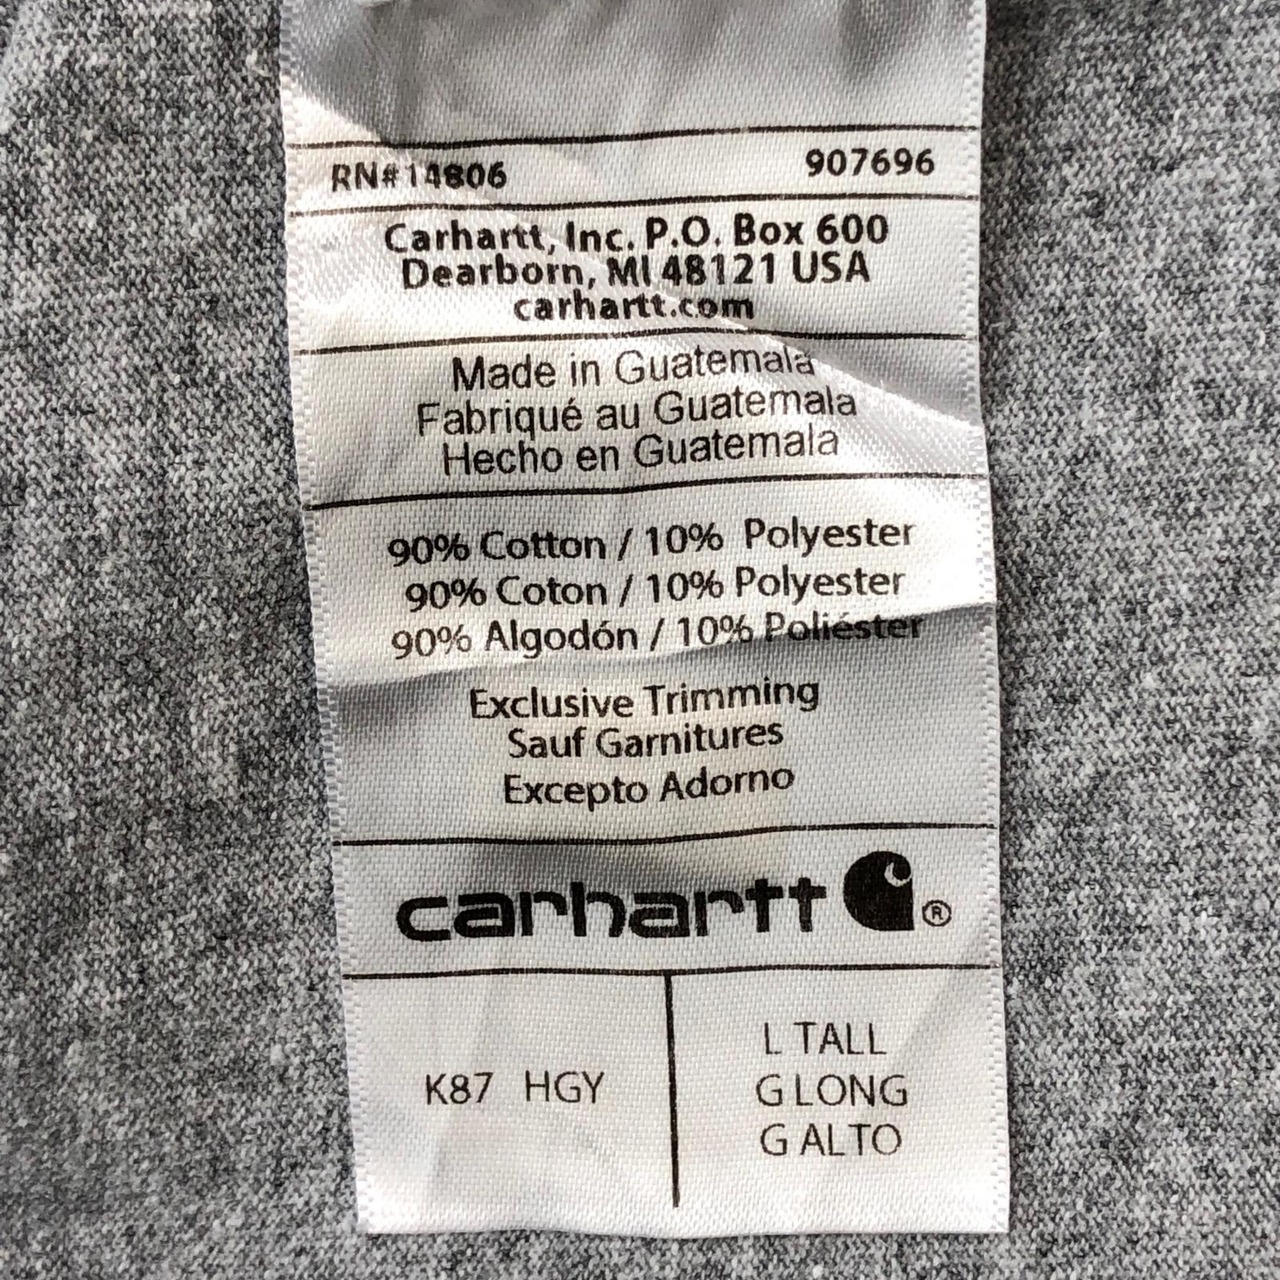 RN#14806 907696
Carhartt, Inc. P.O. Box 600
Dearborn, MI 48121 USA
carhartt.com
Made in Guatemala
Fabriqué au Guatemala
Hecho en Guatemala
90% Cotton / 10% Polyester
90% Coton / 10% Polyester
90% Algodón / 10% Poliéster
Exclusive Trimming
Sauf Garnitures
Excepto Adorno
carhartt ®
K87 HGY
L TALL
G LONG
G ALTO